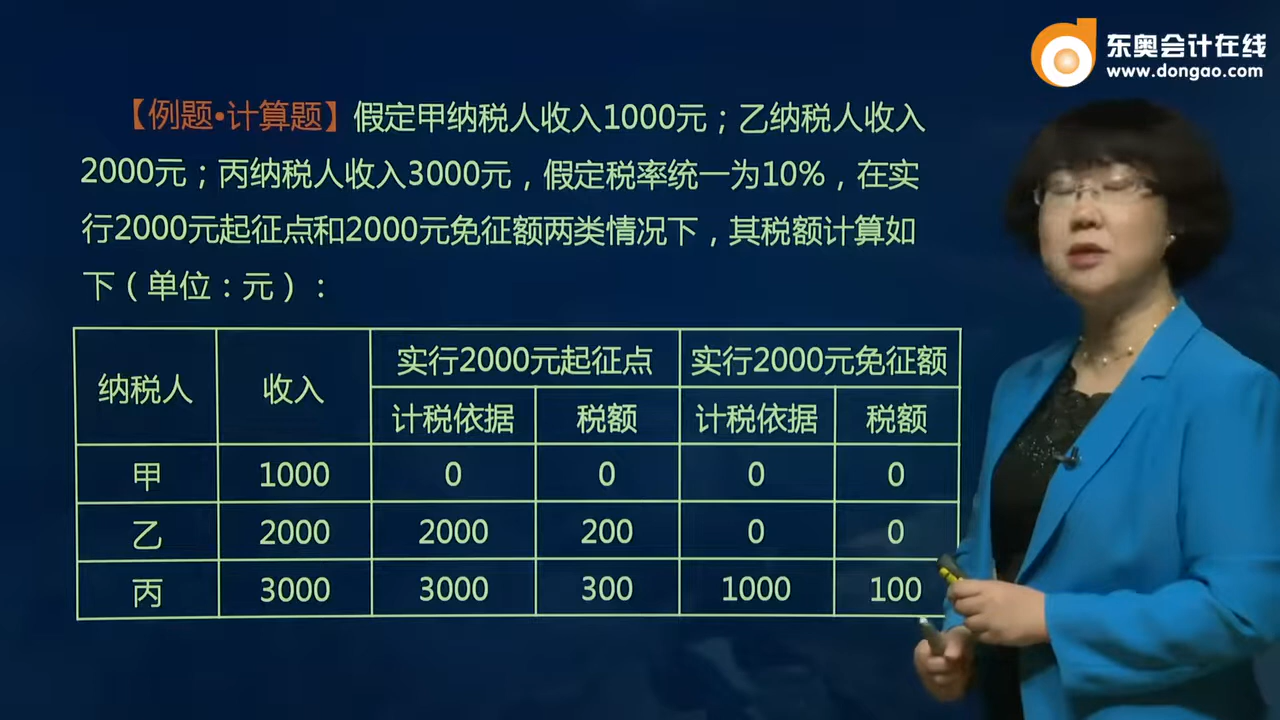 东奥会计在线
www.dongao.com
【例题•计算题】假定甲纳税人收入1000元；乙纳税人收入
2000元；丙纳税人收入3000元，假定税率统一为10%，在实
行2000元起征点和2000元免征额两类情况下，其税额计算如
下（单位：元）：
纳税人 收入 实行2000元起征点 实行2000元免征额
计税依据 税额 计税依据 税额
甲 1000 0 0 0 0
乙 2000 2000 200 0 0
丙 3000 3000 300 1000 100